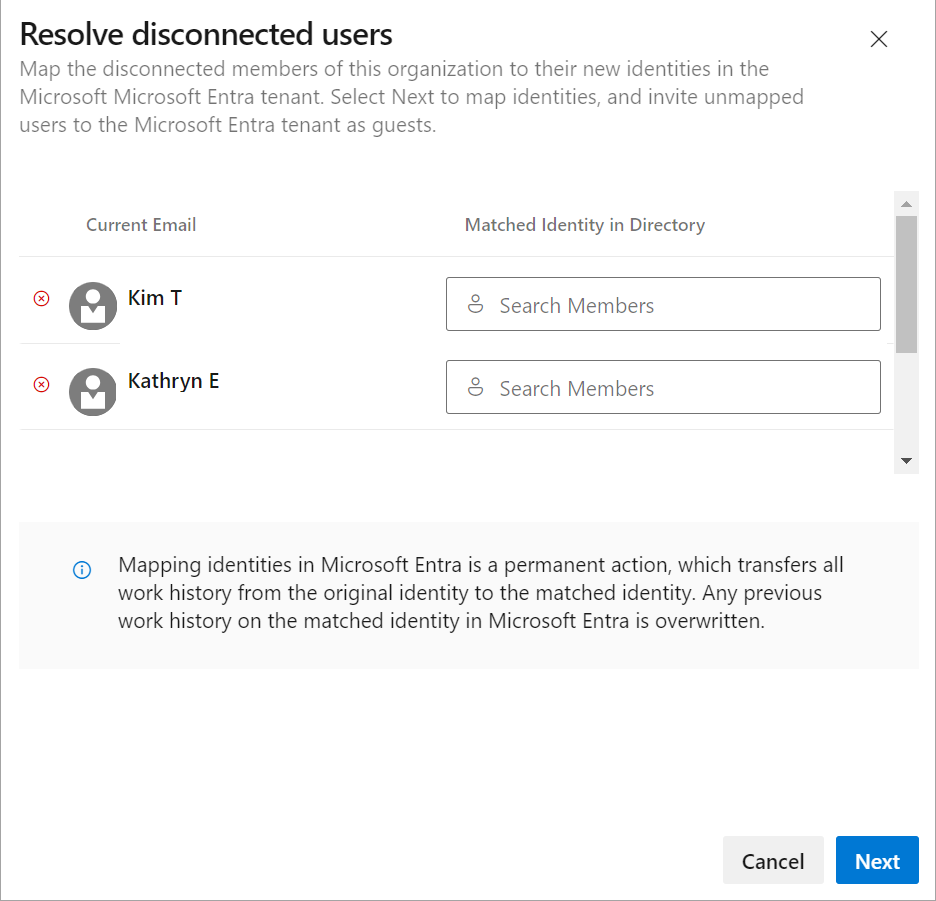 Resolve disconnected users
Map the disconnected members of this organization to their new identities in the
Microsoft Microsoft Entra tenant. Select Next to map identities, and invite unmapped
users to the Microsoft Entra tenant as guests.
Current Email
Matched Identity in Directory
Kim T
Search Members
Kathryn E
Search Members
Mapping identities in Microsoft Entra is a permanent action, which transfers all
work history from the original identity to the matched identity. Any previous
work history on the matched identity in Microsoft Entra is overwritten.
Cancel
Next